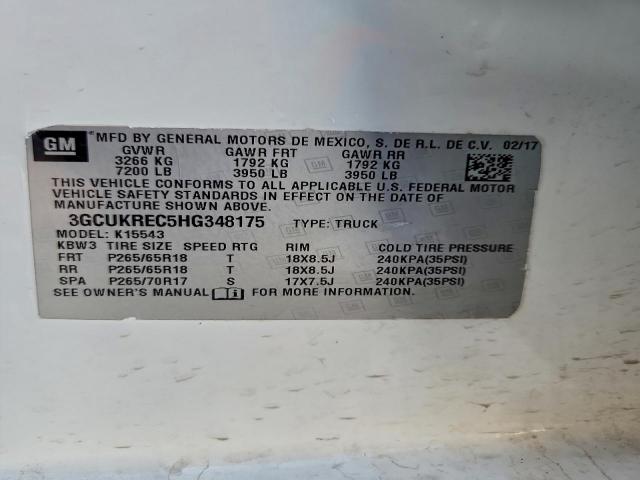 GM *MFD BY GENERAL MOTORS DE MEXICO, S. DE R.L. DE C.V. 02/17
GVWR GAWR FRT GAWR RR
3266 KG 1792 KG 1792 KG
7200 LB 3950 LB 3950 LB
THIS VEHICLE CONFORMS TO ALL APPLICABLE U.S. FEDERAL MOTOR
VEHICLE SAFETY STANDARDS IN EFFECT ON THE DATE OF
MANUFACTURE SHOWN ABOVE.
3GCUKREC5HG348175 TYPE: TRUCK
MODEL: K15543
KBW3 TIRE SIZE SPEED RTG RIM COLD TIRE PRESSURE
FRT P265/65R18 T 18X8.5J 240KPA(35PSI)
RR P265/65R18 T 18X8.5J 240KPA(35PSI)
SPA P265/70R17 S 17X7.5J 240KPA(35PSI)
SEE OWNER'S MANUAL FOR MORE INFORMATION.